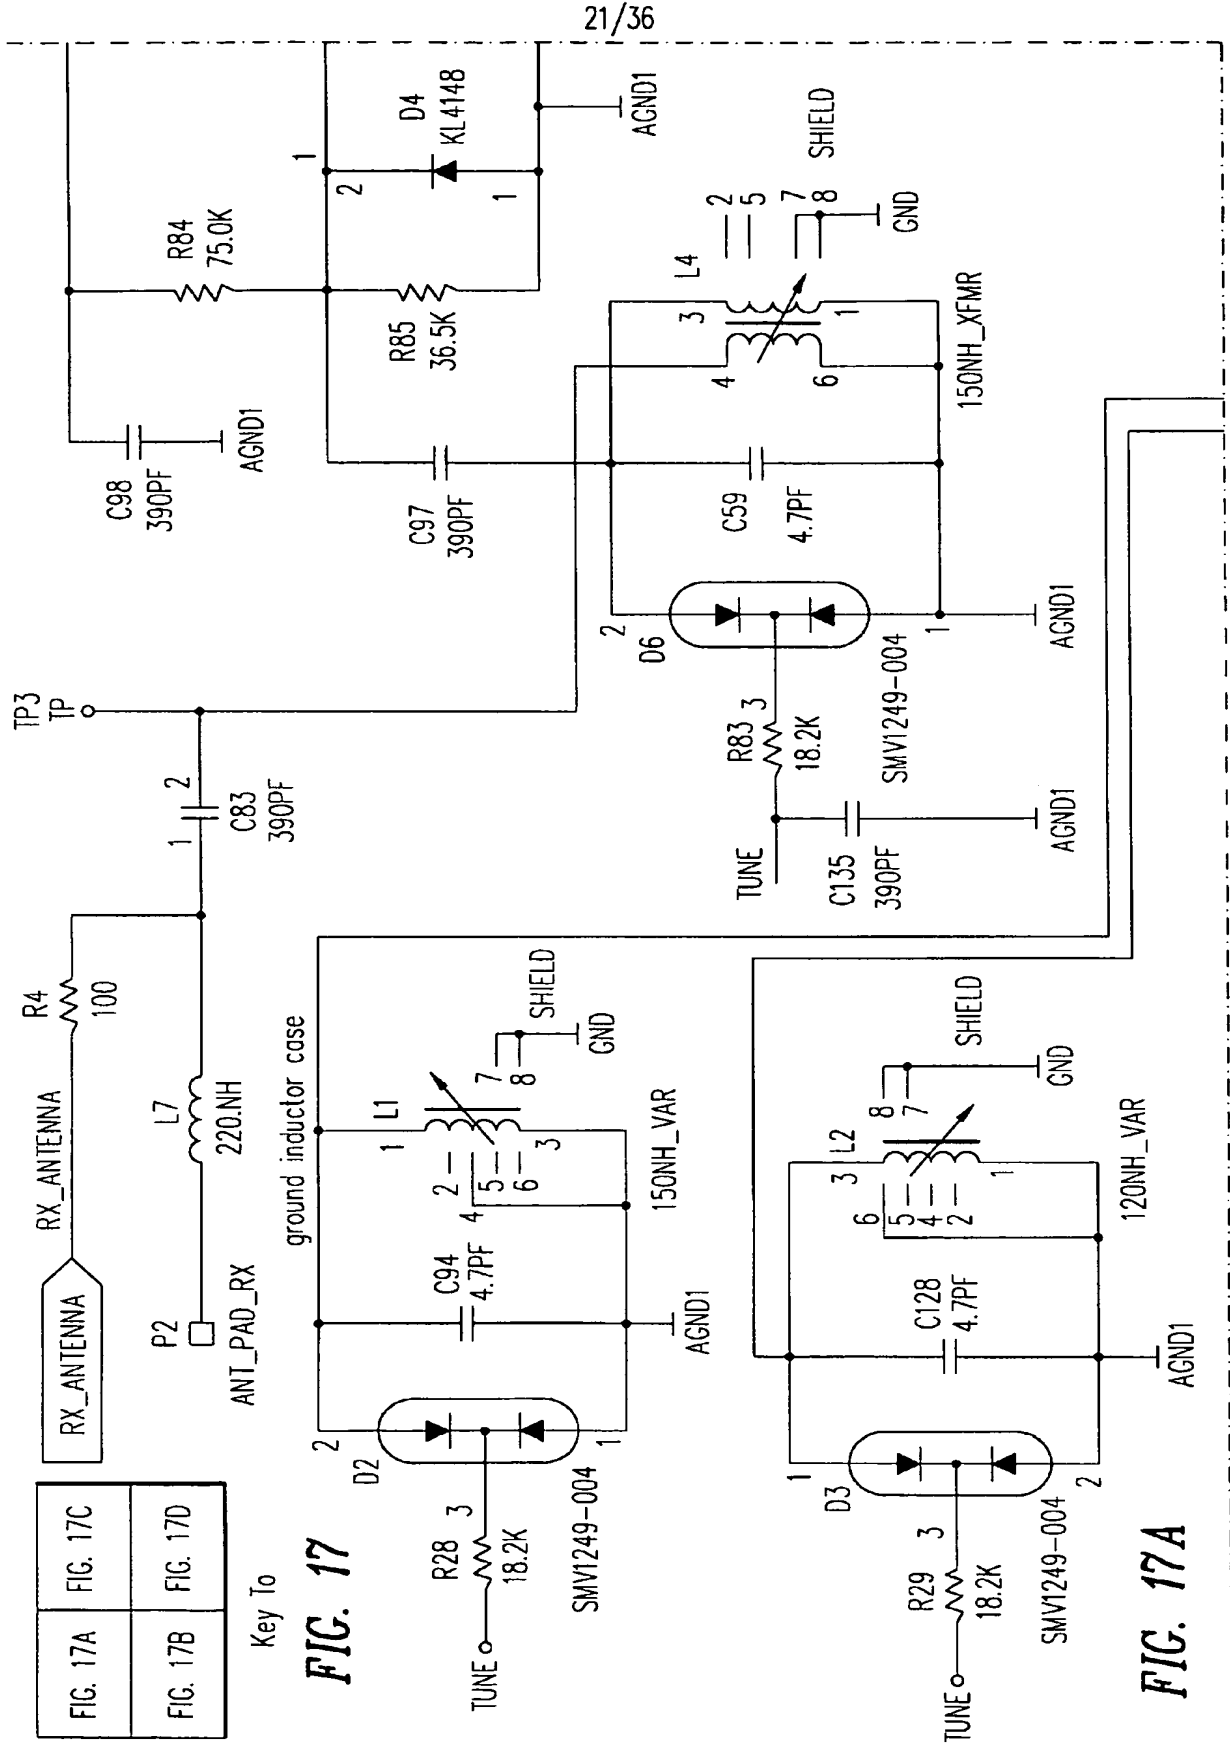 21/36
FIG. 17A
FIG. 17C
FIG. 17B
FIG. 17D
Key To
FIG. 17
RX_ANTENNA
RX_ANTENNA
R4
100
P2
ANT_PAD_RX
L7
220.NH
1
2
C83
390PF
TP3
TP
C98
390PF
AGND1
R84
75.0K
R85
36.5K
1
2
D4
KL4148
1
AGND1
C97
390PF
TUNE
R28
18.2K
3
D2
2
1
SMV1249-004
C94
4.7PF
AGND1
ground inductor case
L1
1
2
4
5
6
3
7
8
SHIELD
GND
150NH_VAR
TUNE
R83
18.2K
3
C135
390PF
AGND1
D6
2
1
SMV1249-004
AGND1
C59
4.7PF
L4
3
4
6
1
2
5
7
8
SHIELD
GND
150NH_XFMR
TUNE
R29
18.2K
3
D3
1
2
SMV1249-004
C128
4.7PF
AGND1
L2
3
6
5
4
2
1
8
7
SHIELD
GND
120NH_VAR
FIG. 17A